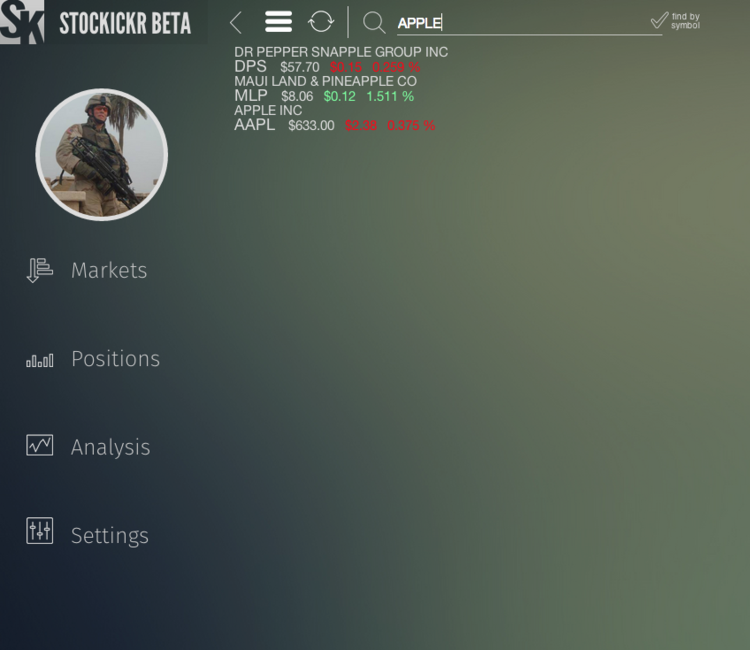 SK STOCKICKR BETA
APPLE
find by
symbol
DR PEPPER SNAPPLE GROUP INC
DPS $57.70 $0.15 0.259 %
MAUI LAND & PINEAPPLE CO
MLP $8.06 $0.12 1.511 %
APPLE INC
AAPL $633.00 $2.38 0.375 %
Markets
Positions
Analysis
Settings